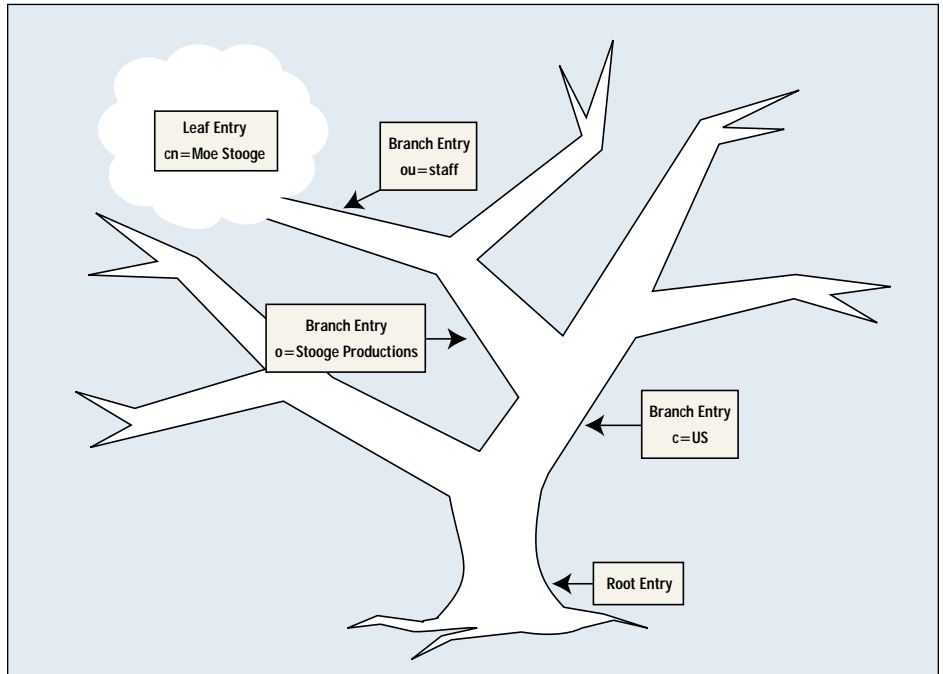 Leaf Entry
cn=Moe Stooge
Branch Entry
ou=staff
Branch Entry
o=Stooge Productions
Branch Entry
c=US
Root Entry